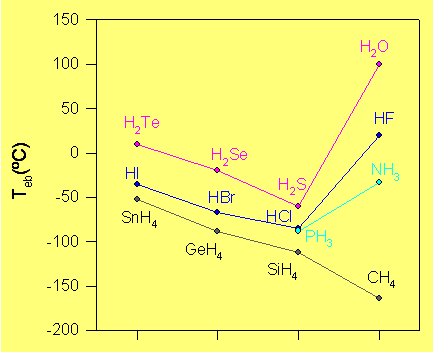 150
100
50
0
-50
-100
-150
-200
T_eb(ºC)
H₂O
HF
H₂Te
H₂Se
NH₃
HI
H₂S
HBr
SnH₄
HCl
PH₃
GeH₄
SiH₄
CH₄